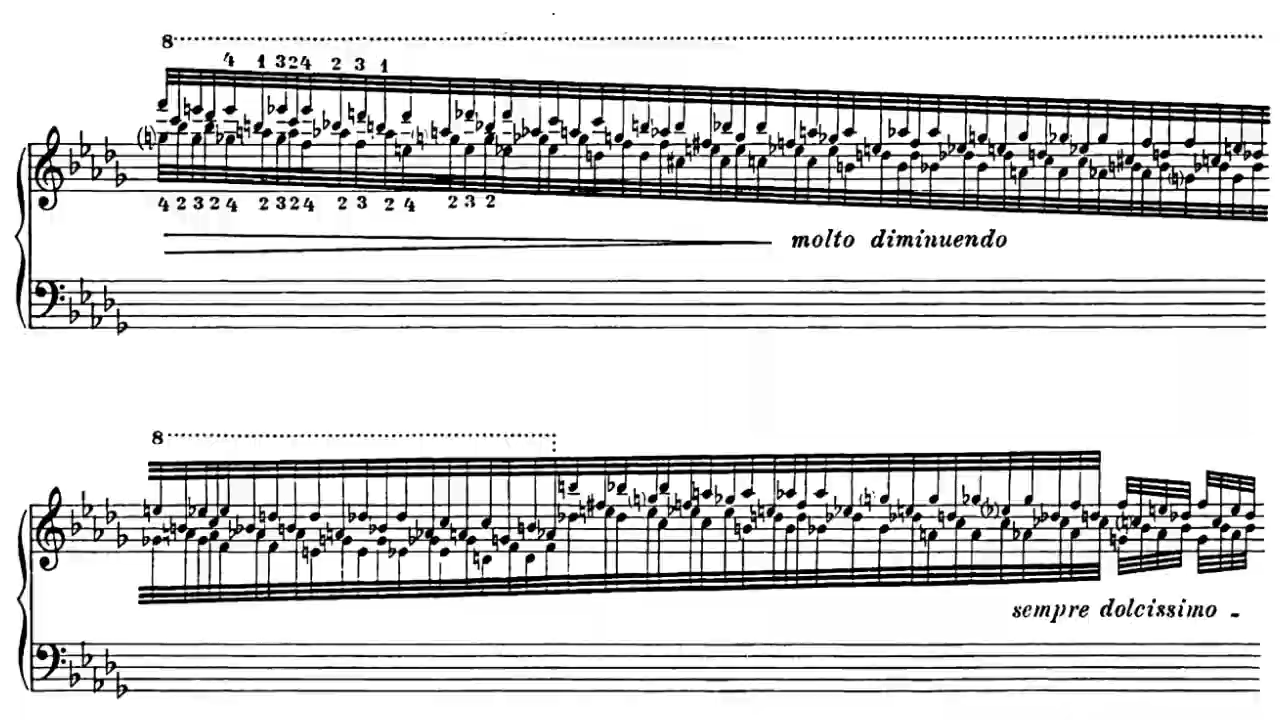 8
4 1 3 2 4 2 3 1
4 2 3 2 4 2 3 2 4 2 3 2 4 2 3 2
molto diminuendo
8
sempre dolcissimo -